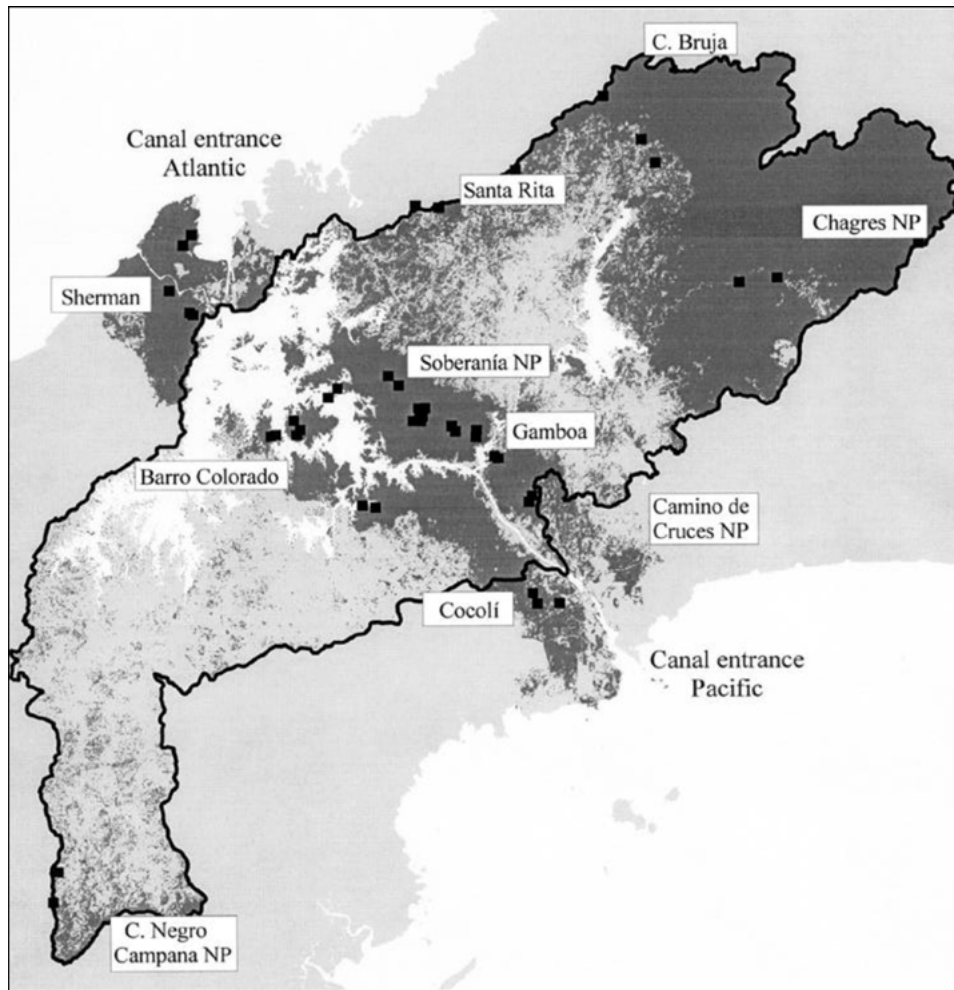 C. Bruja
Canal entrance
Atlantic
Santa Rita
Chagres NP
Sherman
Soberanía NP
Gamboa
Barro Colorado
Camino de
Cruces NP
Cocolí
Canal entrance
Pacific
C. Negro
Campana NP